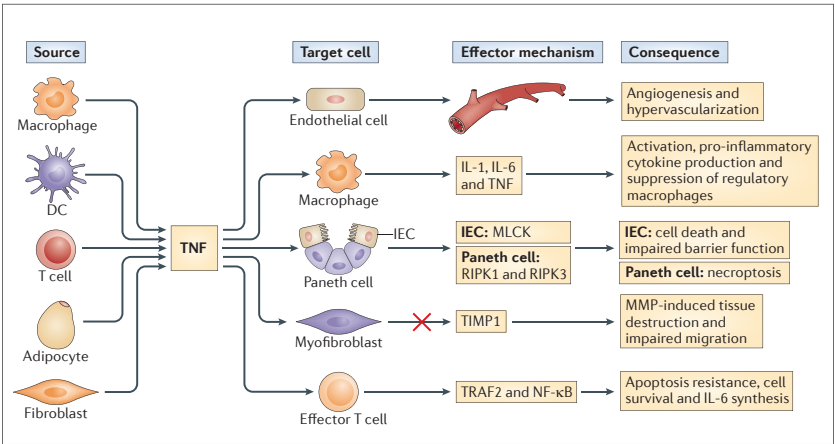 Source
Target cell
Effector mechanism
Consequence
Macrophage
DC
T cell
Adipocyte
Fibroblast
TNF
Endothelial cell
Angiogenesis and
hypervascularization
Macrophage
IL-1, IL-6
and TNF
Activation, pro-inflammatory
cytokine production and
suppression of regulatory
macrophages
IEC
Paneth cell
IEC: MLCK
Paneth cell:
RIPK1 and RIPK3
IEC: cell death and
impaired barrier function
Paneth cell: necroptosis
Myofibroblast
TIMP1
MMP-induced tissue
destruction and
impaired migration
Effector T cell
TRAF2 and NF-κB
Apoptosis resistance, cell
survival and IL-6 synthesis